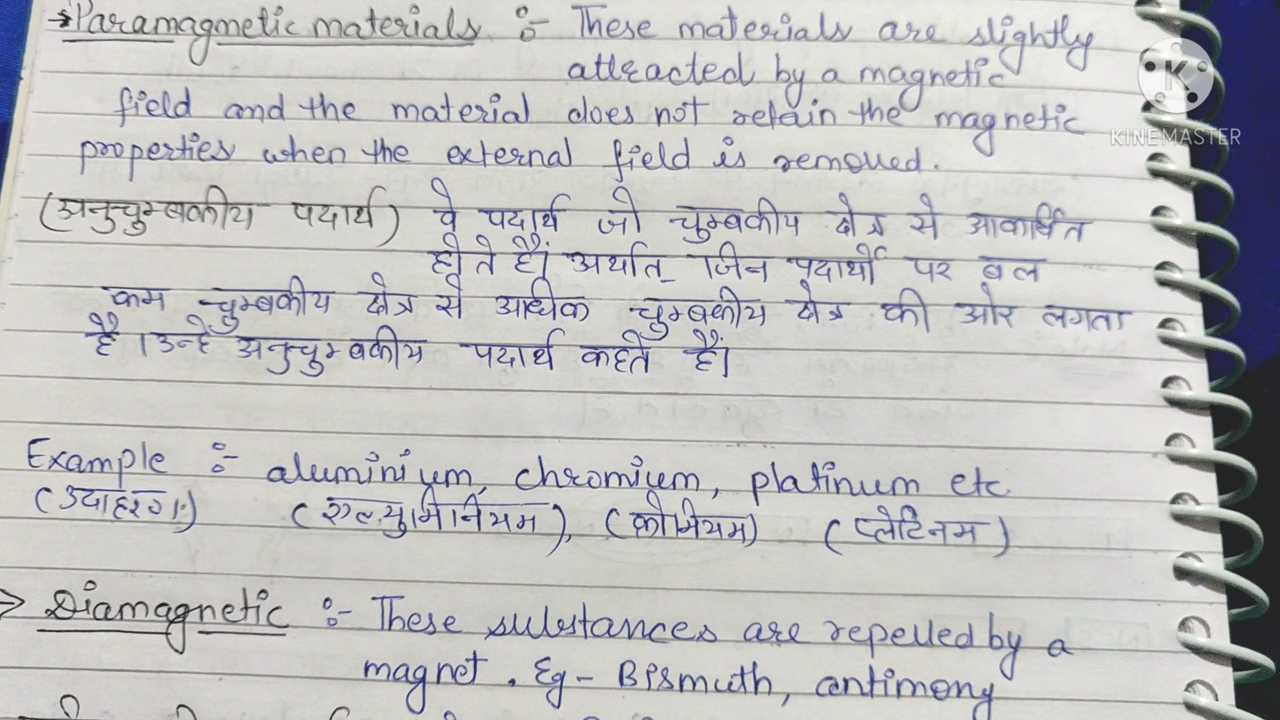 →Paramagnetic materials :- These materials are slightly
attracted by a magnetic
field and the material does not retain the magnetic
properties when the external field is removed.
(अनुचुम्बकीय पदार्थ) वे पदार्थ जो चुम्बकीय क्षेत्र से आकर्षित
होते हैं। अर्थात् जिन पदार्थों पर बल
कम चुम्बकीय क्षेत्र से अधिक चुम्बकीय क्षेत्र की ओर लगता
है। उन्हें अनुचुम्बकीय पदार्थ कहते हैं।
Example :- aluminium, chromium, platinum etc.
(उदाहरण:) (एल्युमिनियम), (क्रोमियम) (प्लेटिनम)
⇒ Diamagnetic :- These substances are repelled by a
magnet. Eg - Bismuth, antimony
KINEMASTER